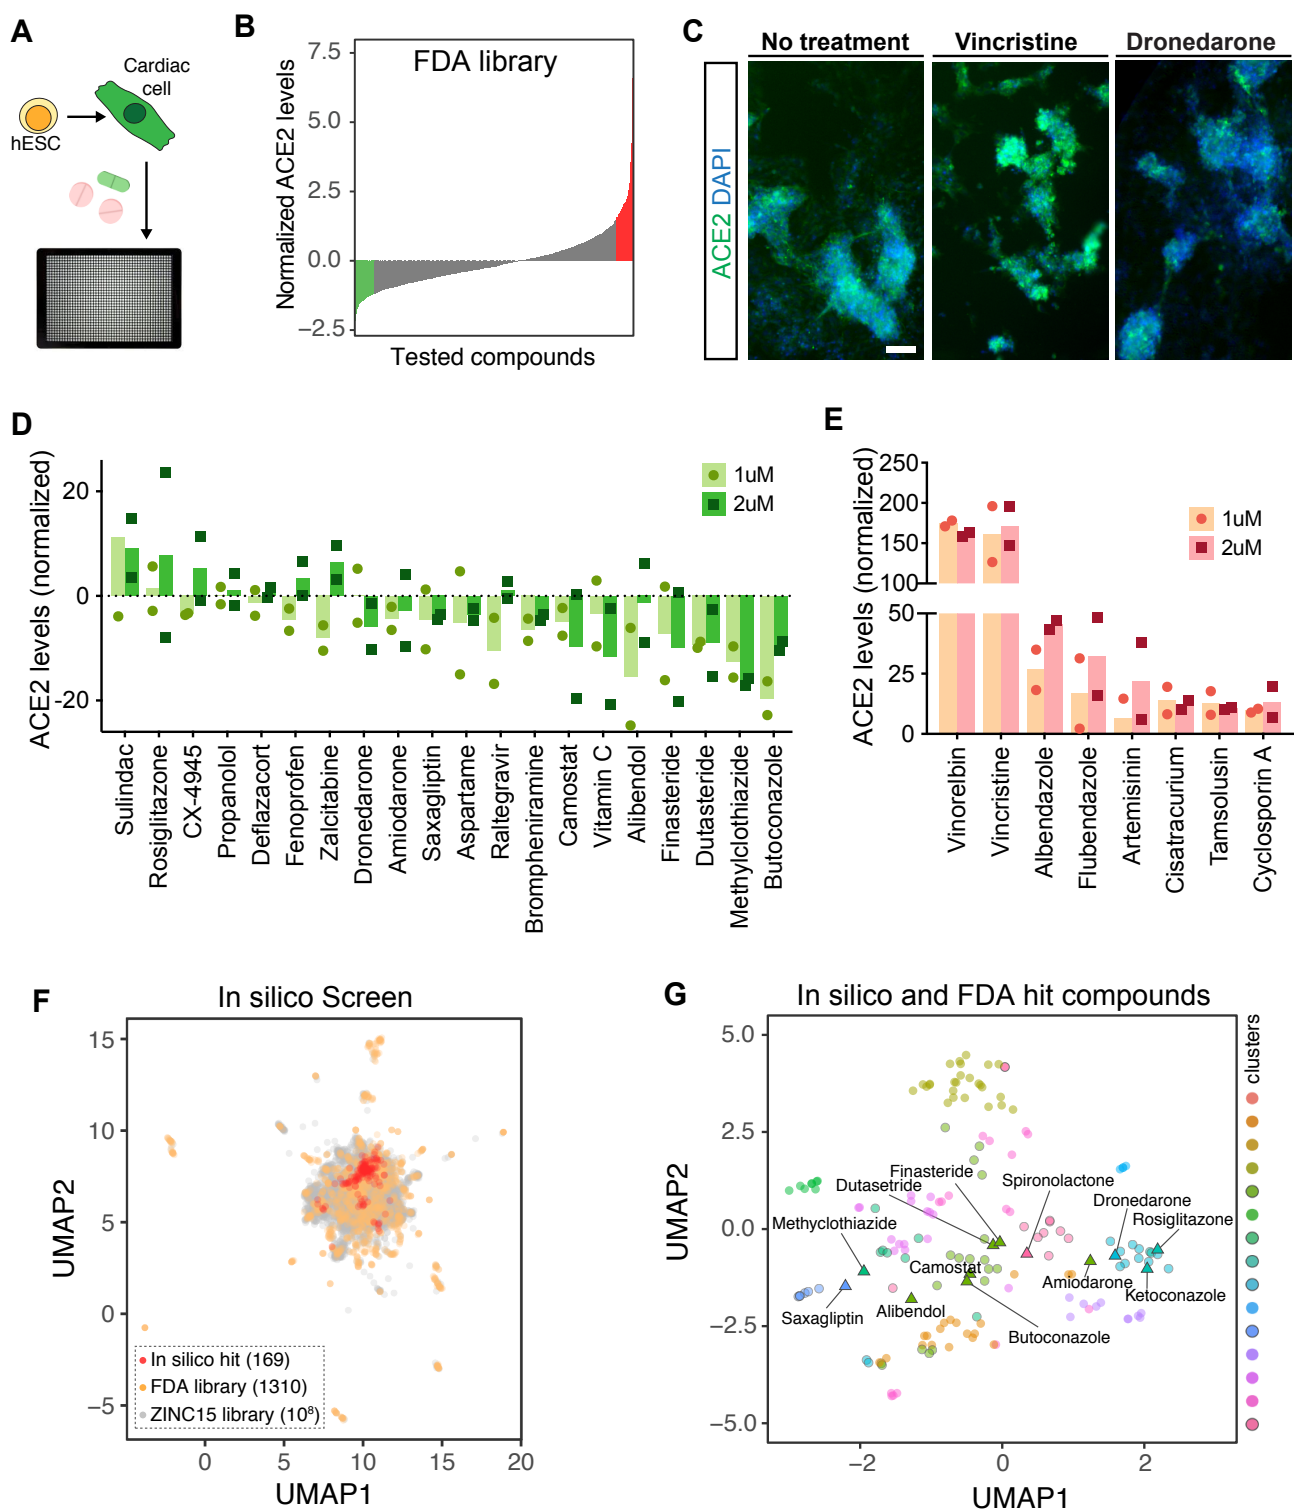 A
Cardiac
cell
hESC
B
FDA library
Normalized ACE2 levels
7.5
5.0
2.5
0.0
−2.5
Tested compounds
C
No treatment
Vincristine
Dronedarone
ACE2 DAPI
D
ACE2 levels (normalized)
20
0
-20
1uM
2uM
Sulindac
Rosiglitazone
CX-4945
Propanolol
Deflazacort
Fenoprofen
Zalcitabine
Dronedarone
Amiodarone
Saxagliptin
Aspartame
Raltegravir
Brompheniramine
Camostat
Vitamin C
Alibendol
Finasteride
Dutasteride
Methylclothiazide
Butoconazole
E
ACE2 levels (normalized)
250
200
150
100
50
25
0
1uM
2uM
Vinorelbin
Vincristine
Albendazole
Flubendazole
Artemisinin
Cisatracurium
Tamsolusin
Cyclosporin A
F
In silico Screen
UMAP2
15
10
5
0
−5
In silico hit (169)
FDA library (1310)
ZINC15 library (10⁸)
0
5
10
15
20
UMAP1
G
In silico and FDA hit compounds
UMAP2
5.0
2.5
0.0
−2.5
−5.0
Finasteride
Dutasetride
Spironolactone
Methyclothiazide
Dronedarone
Rosiglitazone
Camostat
Amiodarone
Ketoconazole
Saxagliptin
Alibendol
Butoconazole
−2
0
2
UMAP1
clusters